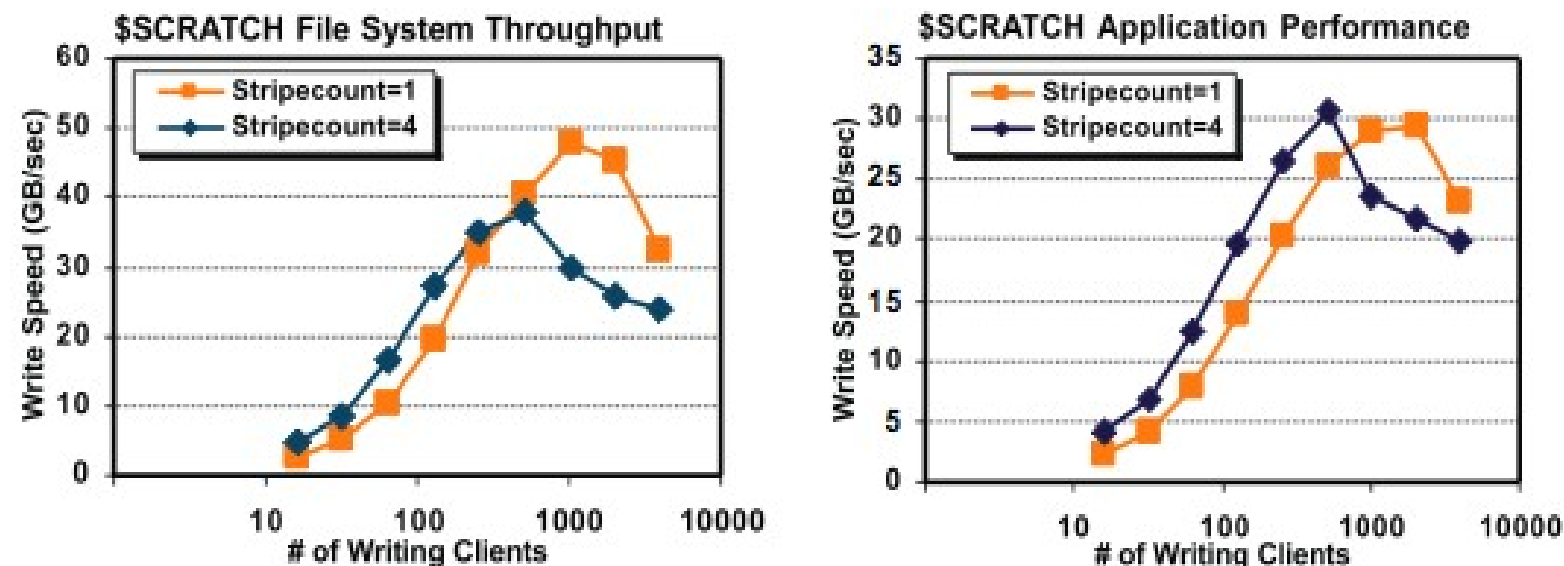 $SCRATCH File System Throughput
60
50
40
30
20
10
0
Write Speed (GB/sec)
Stripecount=1
Stripecount=4
10
100
1000
10000
# of Writing Clients
$SCRATCH Application Performance
35
30
25
20
15
10
5
0
Write Speed (GB/sec)
Stripecount=1
Stripecount=4
10
100
1000
10000
# of Writing Clients